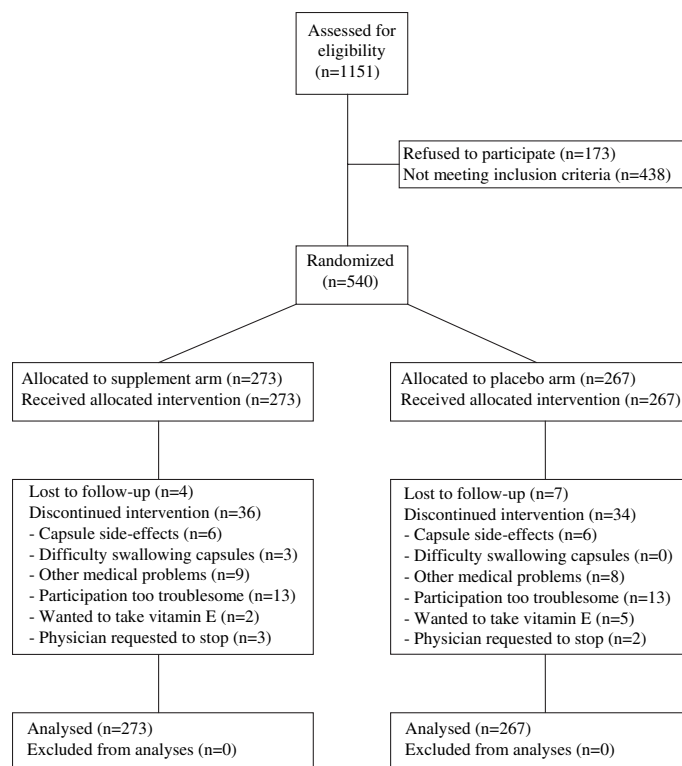 Assessed for
eligibility
(n=1151)
Refused to participate (n=173)
Not meeting inclusion criteria (n=438)
Randomized
(n=540)
Allocated to supplement arm (n=273)
Received allocated intervention (n=273)
Allocated to placebo arm (n=267)
Received allocated intervention (n=267)
Lost to follow-up (n=4)
Discontinued intervention (n=36)
- Capsule side-effects (n=6)
- Difficulty swallowing capsules (n=3)
- Other medical problems (n=9)
- Participation too troublesome (n=13)
- Wanted to take vitamin E (n=2)
- Physician requested to stop (n=3)
Lost to follow-up (n=7)
Discontinued intervention (n=34)
- Capsule side-effects (n=6)
- Difficulty swallowing capsules (n=0)
- Other medical problems (n=8)
- Participation too troublesome (n=13)
- Wanted to take vitamin E (n=5)
- Physician requested to stop (n=2)
Analysed (n=273)
Excluded from analyses (n=0)
Analysed (n=267)
Excluded from analyses (n=0)